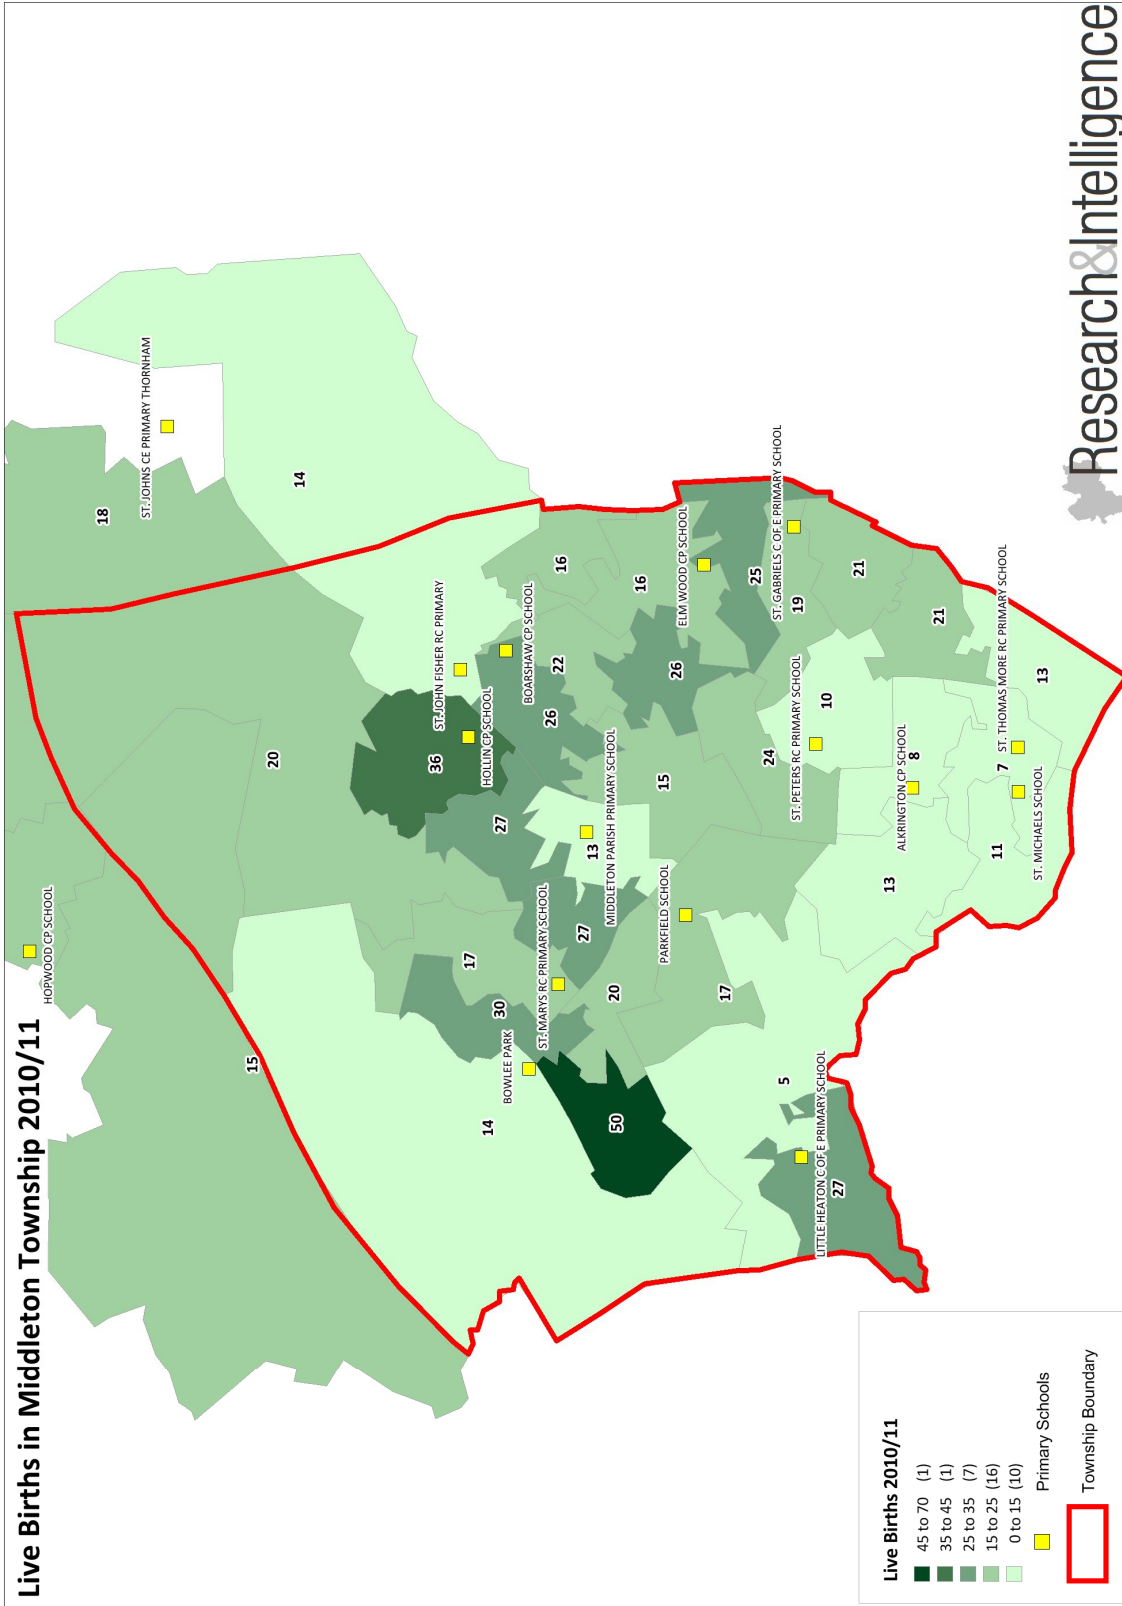 Live Births in Middleton Township 2010/11
HOPWOOD CP SCHOOL
18
ST. JOHNS CE PRIMARY THORNHAM
15
20
14
14
30
17
36
ST. JOHN FISHER RC PRIMARY
HOLLIN CP SCHOOL
BOARSHAW CP SCHOOL
BOWLEE PARK
ST. MARYS RC PRIMARY SCHOOL
27
26
22
16
50
20
27
13
MIDDLETON PARISH PRIMARY SCHOOL
16
PARKFIELD SCHOOL
15
26
ELM WOOD CP SCHOOL
17
24
25
5
ST. PETERS RC PRIMARY SCHOOL
19
ST. GABRIELS C OF E PRIMARY SCHOOL
LITTLE HEATON C OF E PRIMARY SCHOOL
27
10
21
13
ALKRINGTON CP SCHOOL
8
21
11
7
ST. THOMAS MORE RC PRIMARY SCHOOL
ST. MICHAELS SCHOOL
13
Live Births 2010/11
45 to 70 (1)
35 to 45 (1)
25 to 35 (7)
15 to 25 (16)
0 to 15 (10)
Primary Schools
Township Boundary
Research&Intelligence